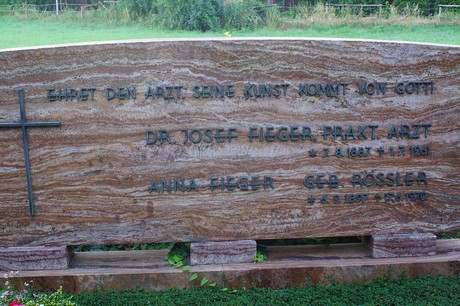 EHRET DEN ARZT, SEINE KUNST KOMMT VON GOTT!
DR. JOSEF FIEGER PRAKT. ARZT
ANNA FIEGER GEB. RÖSSLER